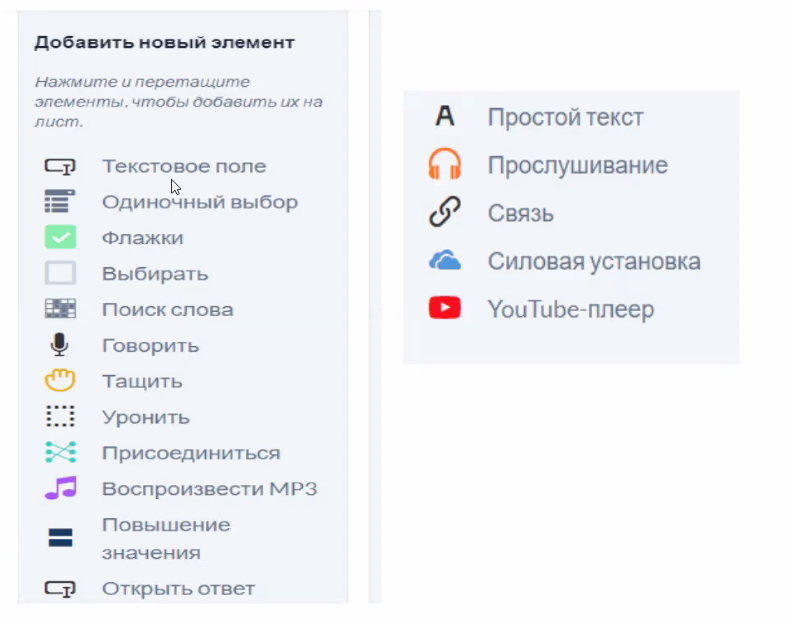 Добавить новый элемент
Нажмите и перетащите
элементы, чтобы добавить их на
лист.
Текстовое поле
Одиночный выбор
Флажки
Выбирать
Поиск слова
Говорить
Тащить
Уронить
Присоединиться
Воспроизвести MP3
Повышение
значения
Открыть ответ
A Простой текст
Прослушивание
Связь
Силовая установка
YouTube-плеер